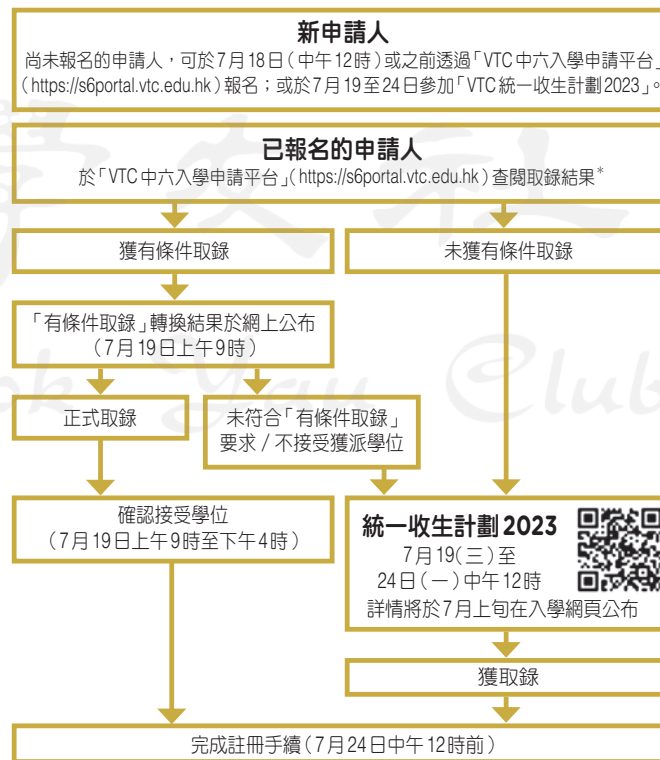 新申請人
尚未報名的申請人，可於7月18日(中午12時)或之前透過「VTC中六入學申請平台」
(https://s6portal.vtc.edu.hk)報名；或於7月19至24日參加「VTC統一收生計劃2023」。
已報名的申請人
於「VTC中六入學申請平台」(https://s6portal.vtc.edu.hk)查閱取錄結果*
獲有條件取錄
未獲有條件取錄
「有條件取錄」轉換結果於網上公布
(7月19日上午9時)
正式取錄
未符合「有條件取錄」
要求 / 不接受獲派學位
確認接受學位
(7月19日上午9時至下午4時)
統一收生計劃2023
7月19(三)至
24日(一)中午12時
詳情將於7月上旬在入學網頁公布
獲取錄
完成註冊手續(7月24日中午12時前)
學友社
ok Yau Club